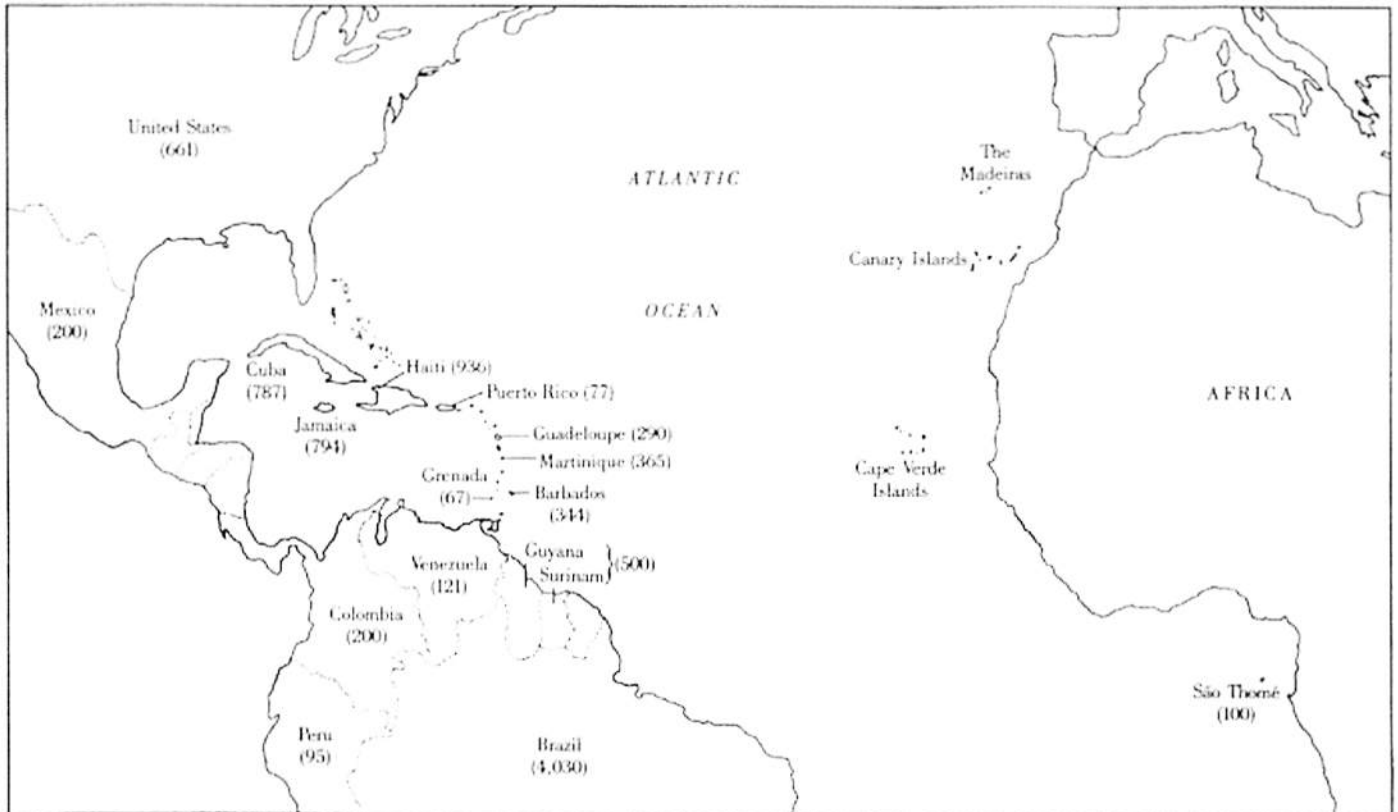 United States
(661)
ATLANTIC
The
Madeiras
Canary Islands
Mexico
(200)
OCEAN
Cuba
(787)
Haiti (936)
Puerto Rico (77)
AFRICA
Jamaica
(794)
Guadeloupe (290)
Martinique (365)
Grenada
(67)
Barbados
(344)
Cape Verde
Islands
Venezuela
(121)
Guyana
Surinam
(500)
Colombia
(200)
São Thomé
(100)
Peru
(95)
Brazil
(4,030)